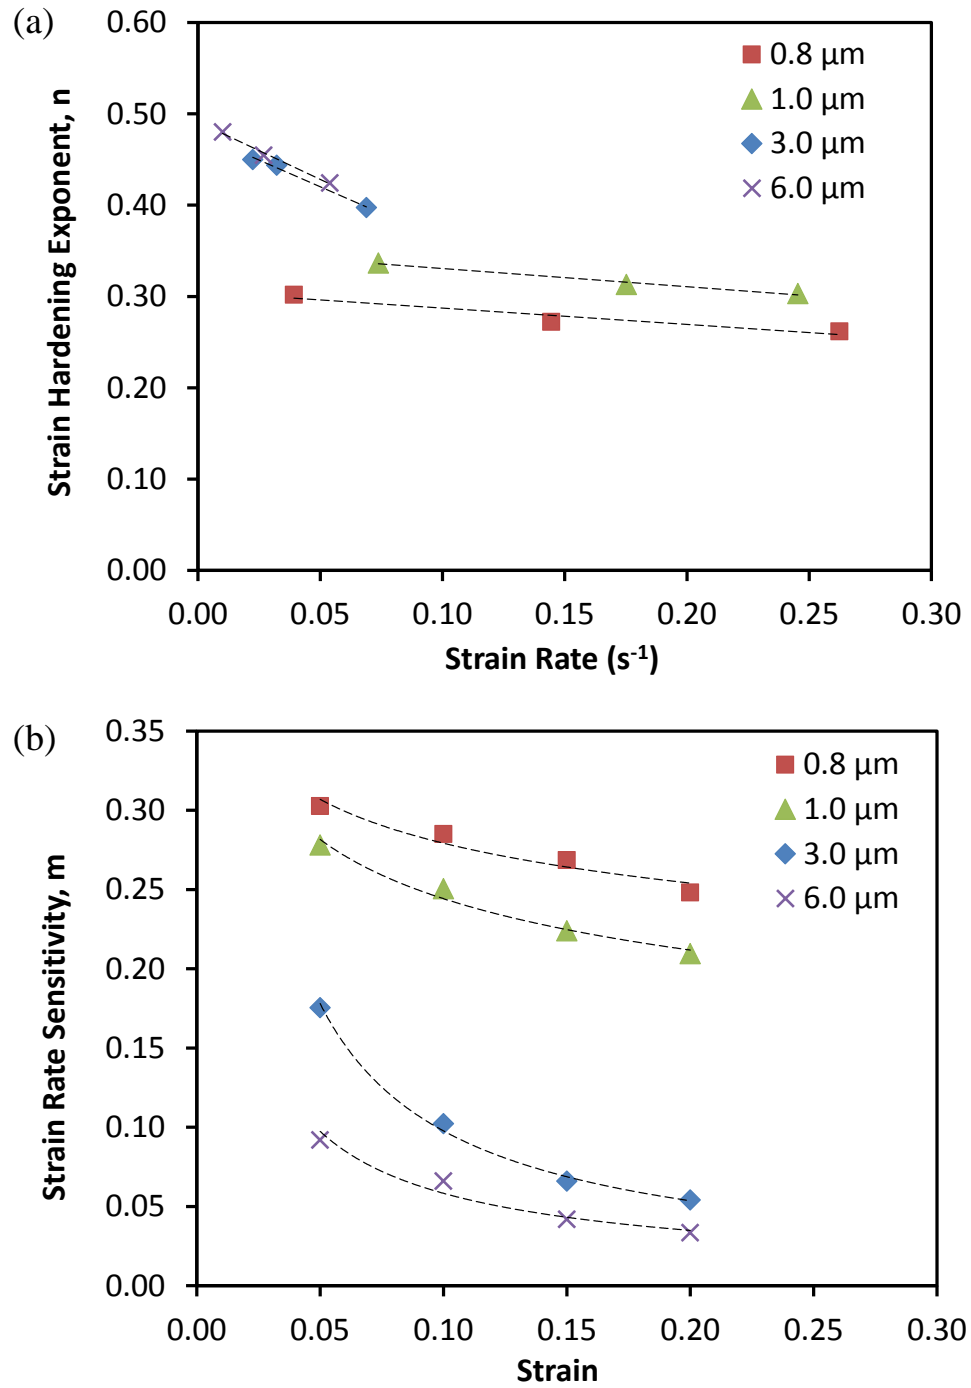 (a)
0.60
0.50
0.40
0.30
0.20
0.10
0.00
Strain Hardening Exponent, n
0.8 µm
1.0 µm
3.0 µm
6.0 µm
0.00 0.05 0.10 0.15 0.20 0.25 0.30
Strain Rate (s⁻¹)
(b)
0.35
0.30
0.25
0.20
0.15
0.10
0.05
0.00
Strain Rate Sensitivity, m
0.8 µm
1.0 µm
3.0 µm
6.0 µm
0.00 0.05 0.10 0.15 0.20 0.25 0.30
Strain